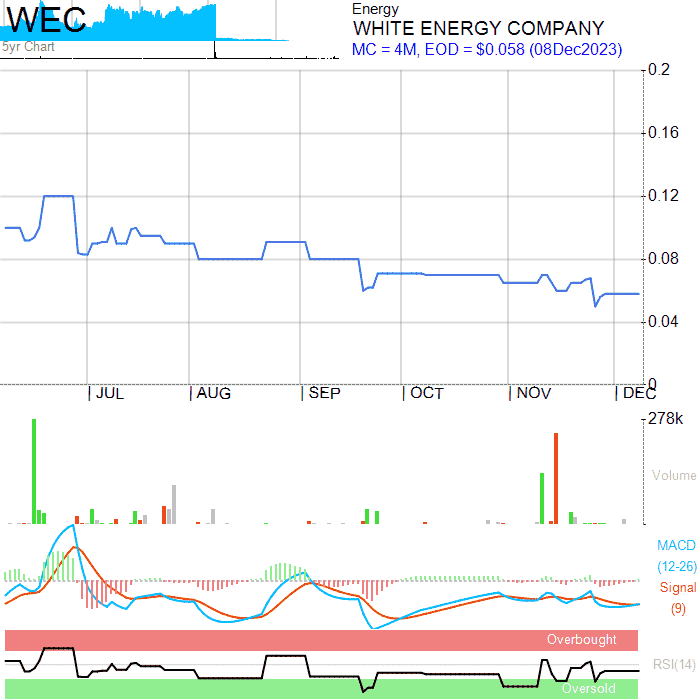 WEC
5yr Chart
Energy
WHITE ENERGY COMPANY
MC = 4M, EOD = $0.058 (08Dec2023)
0.2
0.16
0.12
0.08
0.04
0
JUL AUG SEP OCT NOV DEC
278k
Volume
MACD
(12-26)
Signal
(9)
Overbought
RSI(14)
Oversold